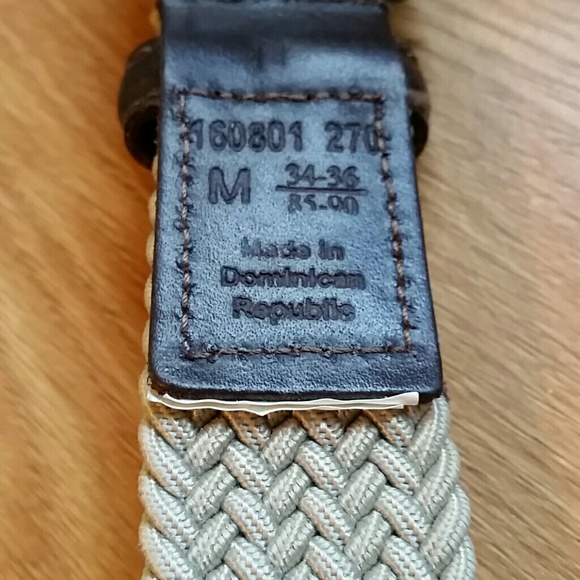 160801 270
M 34-36
85-90
Made in
Dominican
Republic